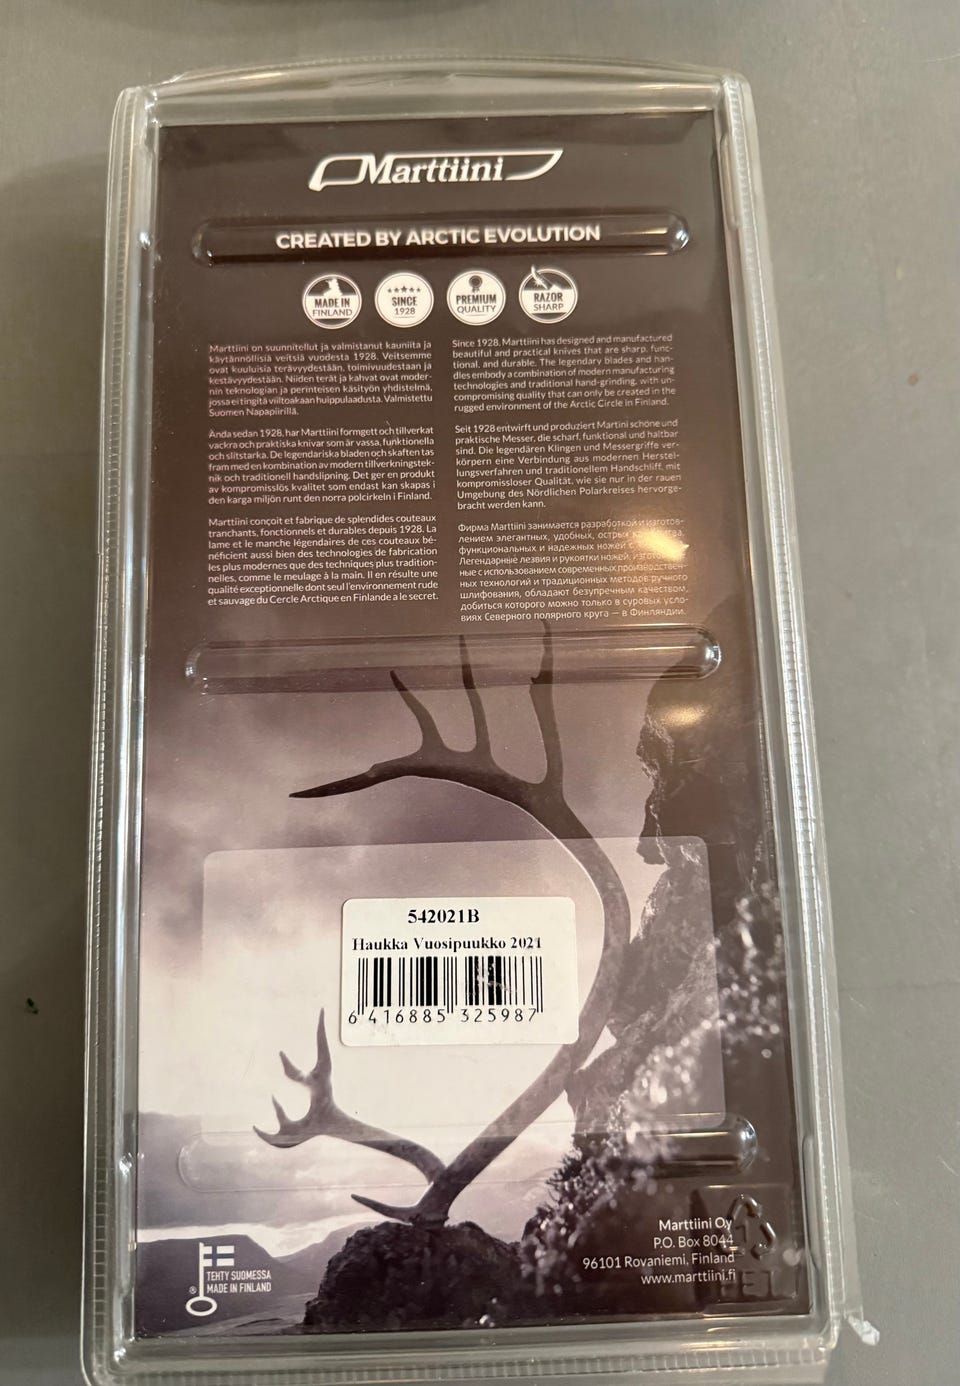 Marttiini
CREATED BY ARCTIC EVOLUTION
MADE IN
FINLAND
SINCE
1928
PREMIUM
QUALITY
RAZOR
SHARP
Marttiini on suunnitellut ja valmistanut kauniita ja
käytännöllisiä veitsiä vuodesta 1928. Veitsemme
ovat kuuluisia terävyydestään, toimivuudestaan ja
kestävyydestään. Niiden terät ja kahvat ovat moder-
nin teknologian ja perinteisen käsityön yhdistelmä,
jossa ei tingitä viiltoakaan huippulaadusta. Valmistettu
Suomen Napapiirillä.
Ända sedan 1928, har Marttiini formgett och tillverkat
vackra och praktiska knivar som är vassa, funktionella
och slitstarka. De legendariska bladen och skaften tas
fram med en kombination av modern tillverkningstek-
nik och traditionell handslipning. Det ger en produkt
av kompromisslös kvalitet som endast kan skapas i
den karga miljön runt den norra polcirkeln i Finland.
Marttiini conçoit et fabrique de splendides couteaux
tranchants, fonctionnels et durables depuis 1928. La
lame et le manche légendaires de ces couteaux bé-
néficient aussi bien des technologies de fabrication
les plus modernes que des techniques plus tradition-
nelles, comme le meulage à la main. Il en résulte une
qualité exceptionnelle dont seul l'environnement rude
et sauvage du Cercle Arctique en Finlande a le secret.
Since 1928, Marttiini has designed and manufactured
beautiful and practical knives that are sharp, func-
tional, and durable. The legendary blades and han-
dles embody a combination of modern manufacturing
technologies and traditional hand-grinding, with un-
compromising quality that can only be created in the
rugged environment of the Arctic Circle in Finland.
Seit 1928 entwirft und produziert Martini schöne und
praktische Messer, die scharf, funktional und haltbar
sind. Die legendären Klingen und Messergriffe ver-
körpern eine Verbindung aus modernen Herstel-
lungsverfahren und traditionellem Handschliff, mit
kompromissloser Qualität, wie sie nur in der rauen
Umgebung des Nördlichen Polarkreises hervorge-
bracht werden kann.
Фирма Marttiini занимается разработкой и изготов-
лением элегантных, удобных, острых
функциональных и надежных ножей с
Легендарные лезвия и рукоятки ножей, изготовлен-
ные с использованием современных производствен-
ных технологий и традиционных методов ручного
шлифования, обладают безупречным качеством,
добиться которого можно только в суровых усло-
виях Северного полярного круга — в Финляндии.
542021B
Haukka Vuosipuukko 2021
6 416885 325987
® TEHTY SUOMESSA
MADE IN FINLAND
Marttiini Oy
P.O. Box 8044
96101 Rovaniemi, Finland
www.marttiini.fi